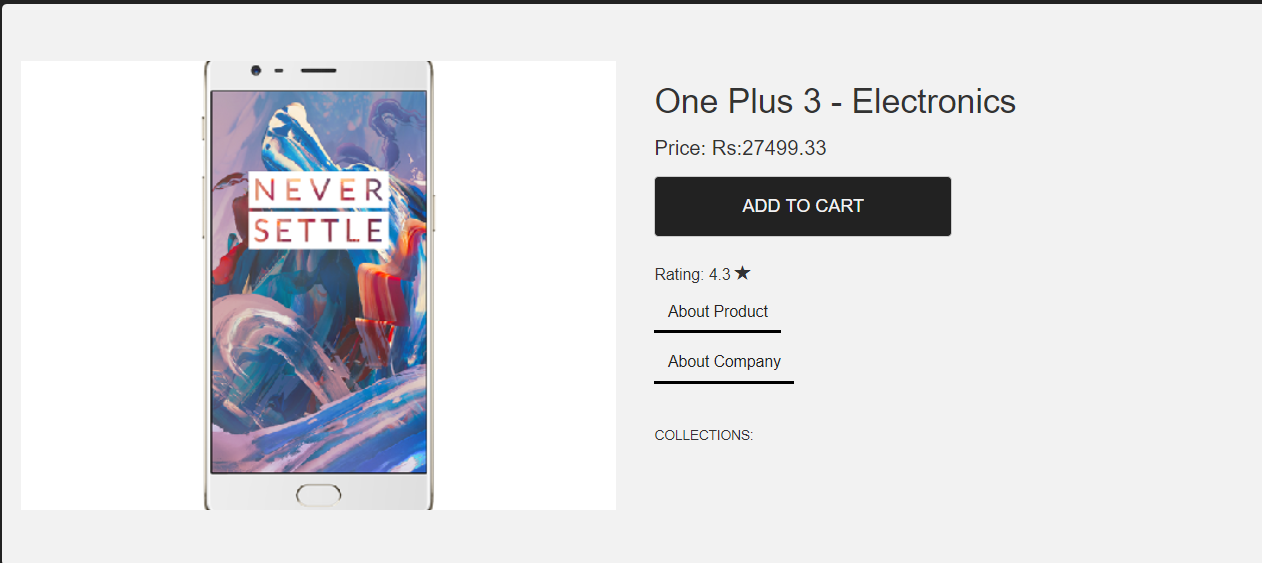 NEVER
SETTLE
One Plus 3 - Electronics
Price: Rs:27499.33
ADD TO CART
Rating: 4.3 ★
About Product
About Company
COLLECTIONS: